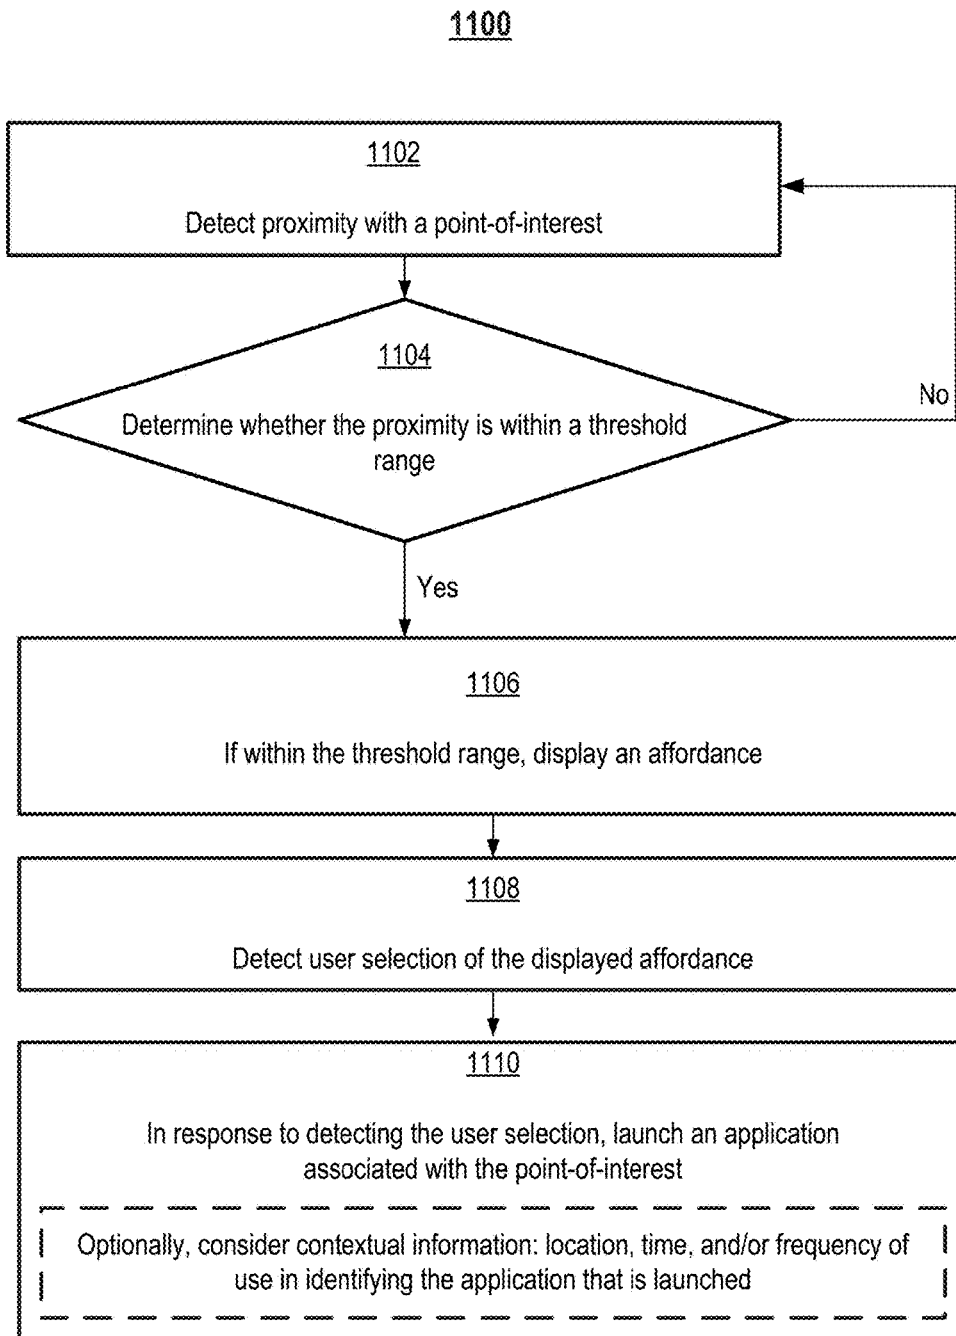 1100
1102
Detect proximity with a point-of-interest
1104
Determine whether the proximity is within a threshold
range
No
Yes
1106
If within the threshold range, display an affordance
1108
Detect user selection of the displayed affordance
1110
In response to detecting the user selection, launch an application
associated with the point-of-interest
Optionally, consider contextual information: location, time, and/or frequency of
use in identifying the application that is launched